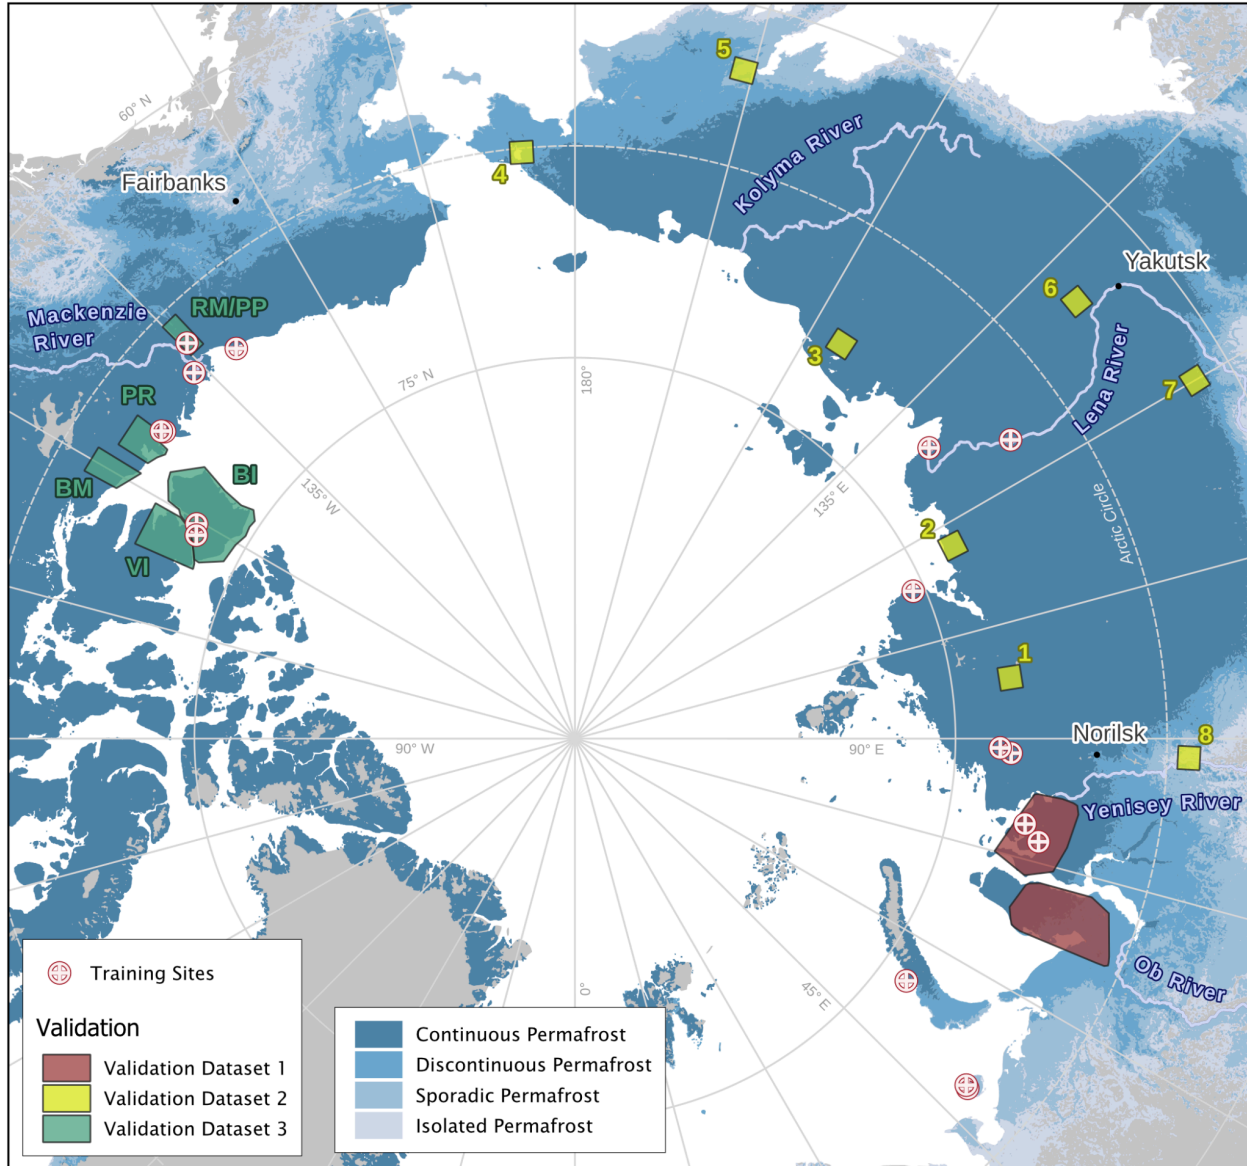 5
60° N
Kolyma River
4
Fairbanks
Yakutsk
6
RM/PP
Mackenzie
River
3
75° N
180°
Lena River
7
PR
BM
BI
135° W
135° E
Arctic Circle
2
VI
1
90° W
90° E
Norilsk
8
Yenisey River
Ob River
45° E
0°
Training Sites
Validation
Validation Dataset 1
Validation Dataset 2
Validation Dataset 3
Continuous Permafrost
Discontinuous Permafrost
Sporadic Permafrost
Isolated Permafrost